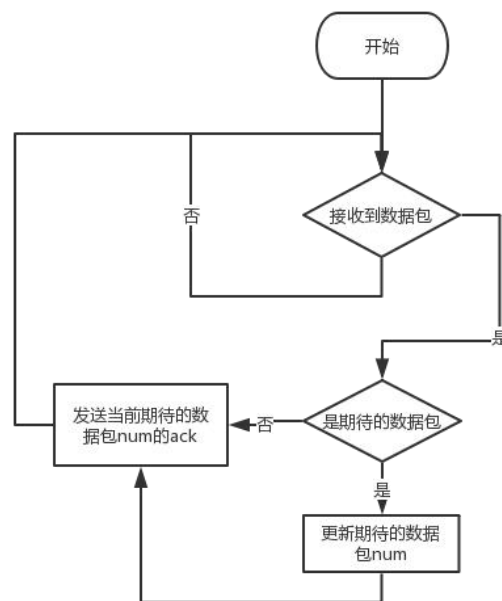 开始
接收到数据包
否
是
是期待的数据包
否
发送当前期待的数
据包num的ack
是
更新期待的数据
包num